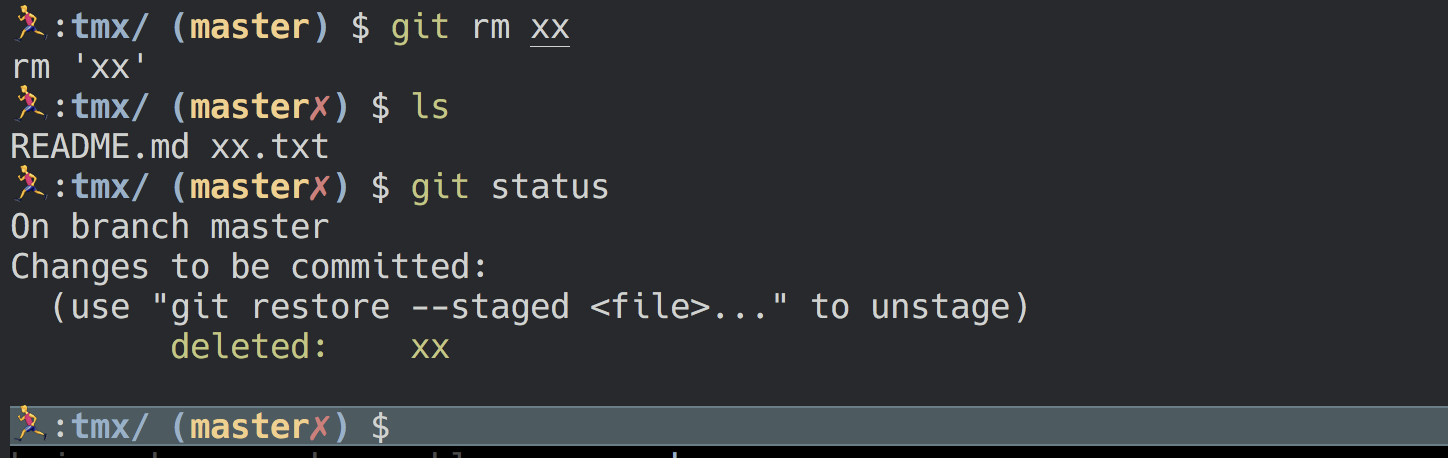 🏃‍♀️:tmx/ (master) $ git rm xx
rm 'xx'
🏃‍♀️:tmx/ (master✗) $ ls
README.md xx.txt
🏃‍♀️:tmx/ (master✗) $ git status
On branch master
Changes to be committed:
  (use "git restore --staged <file>..." to unstage)
        deleted:    xx
🏃‍♀️:tmx/ (master✗) $